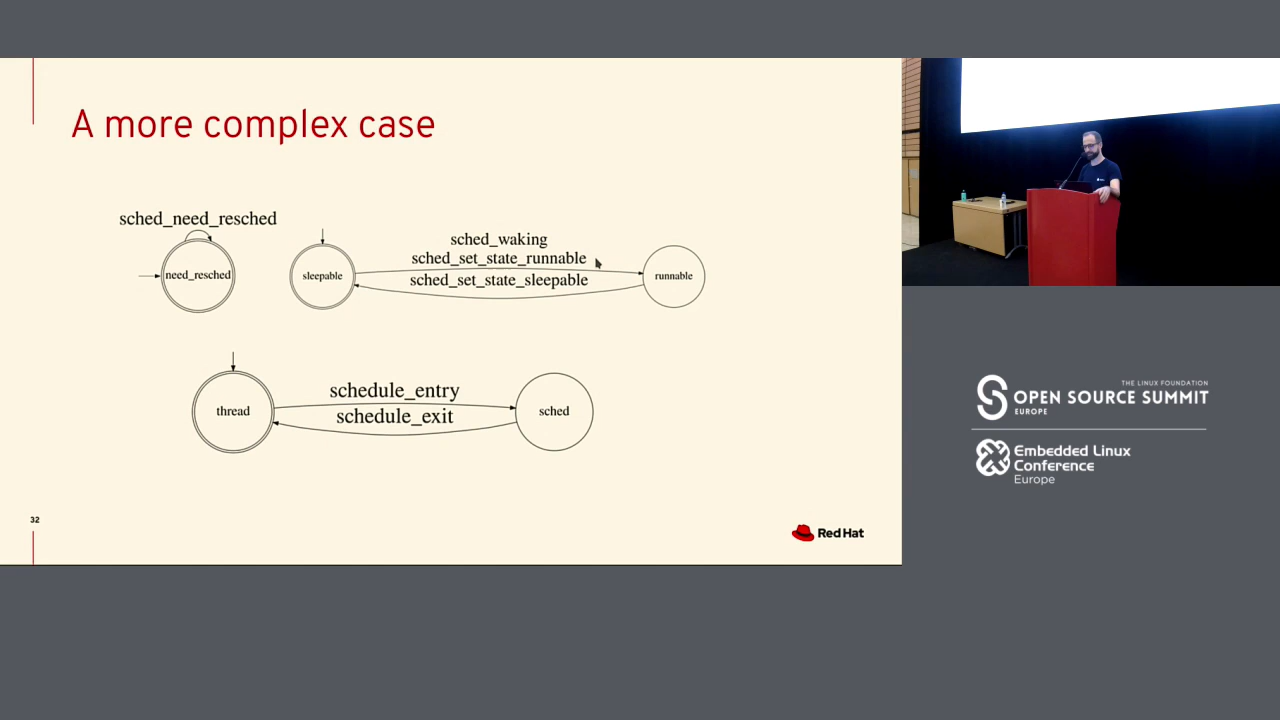 A more complex case
sched_need_resched
need_resched
sleepable
sched_waking
sched_set_state_runnable
sched_set_state_sleepable
runnable
thread
schedule_entry
schedule_exit
sched
32
Red Hat
THE LINUX FOUNDATION
OPEN SOURCE SUMMIT
EUROPE
Embedded Linux
Conference
Europe